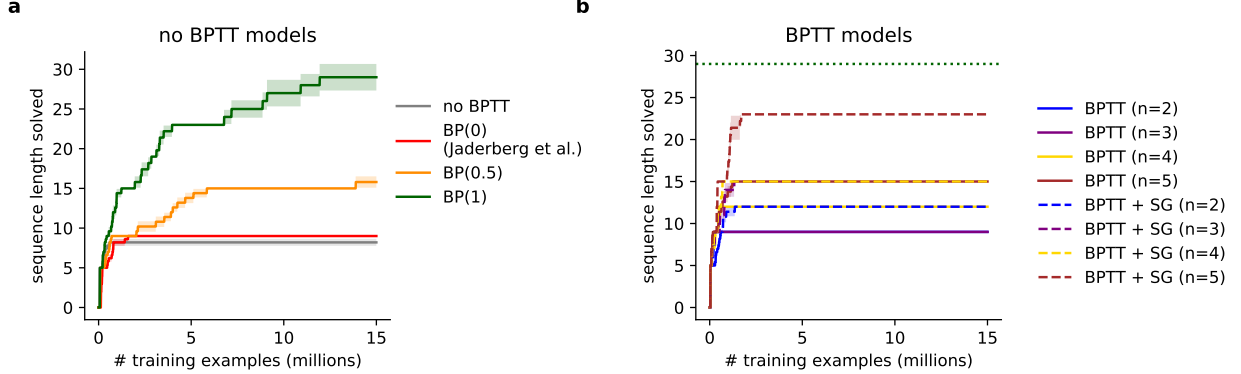 a
no BPTT models
sequence length solved
30
25
20
15
10
5
0
0 5 10 15
# training examples (millions)
no BPTT
BP(0)
(Jaderberg et al.)
BP(0.5)
BP(1)
b
BPTT models
sequence length solved
30
25
20
15
10
5
0
0 5 10 15
# training examples (millions)
BPTT (n=2)
BPTT (n=3)
BPTT (n=4)
BPTT (n=5)
BPTT + SG (n=2)
BPTT + SG (n=3)
BPTT + SG (n=4)
BPTT + SG (n=5)